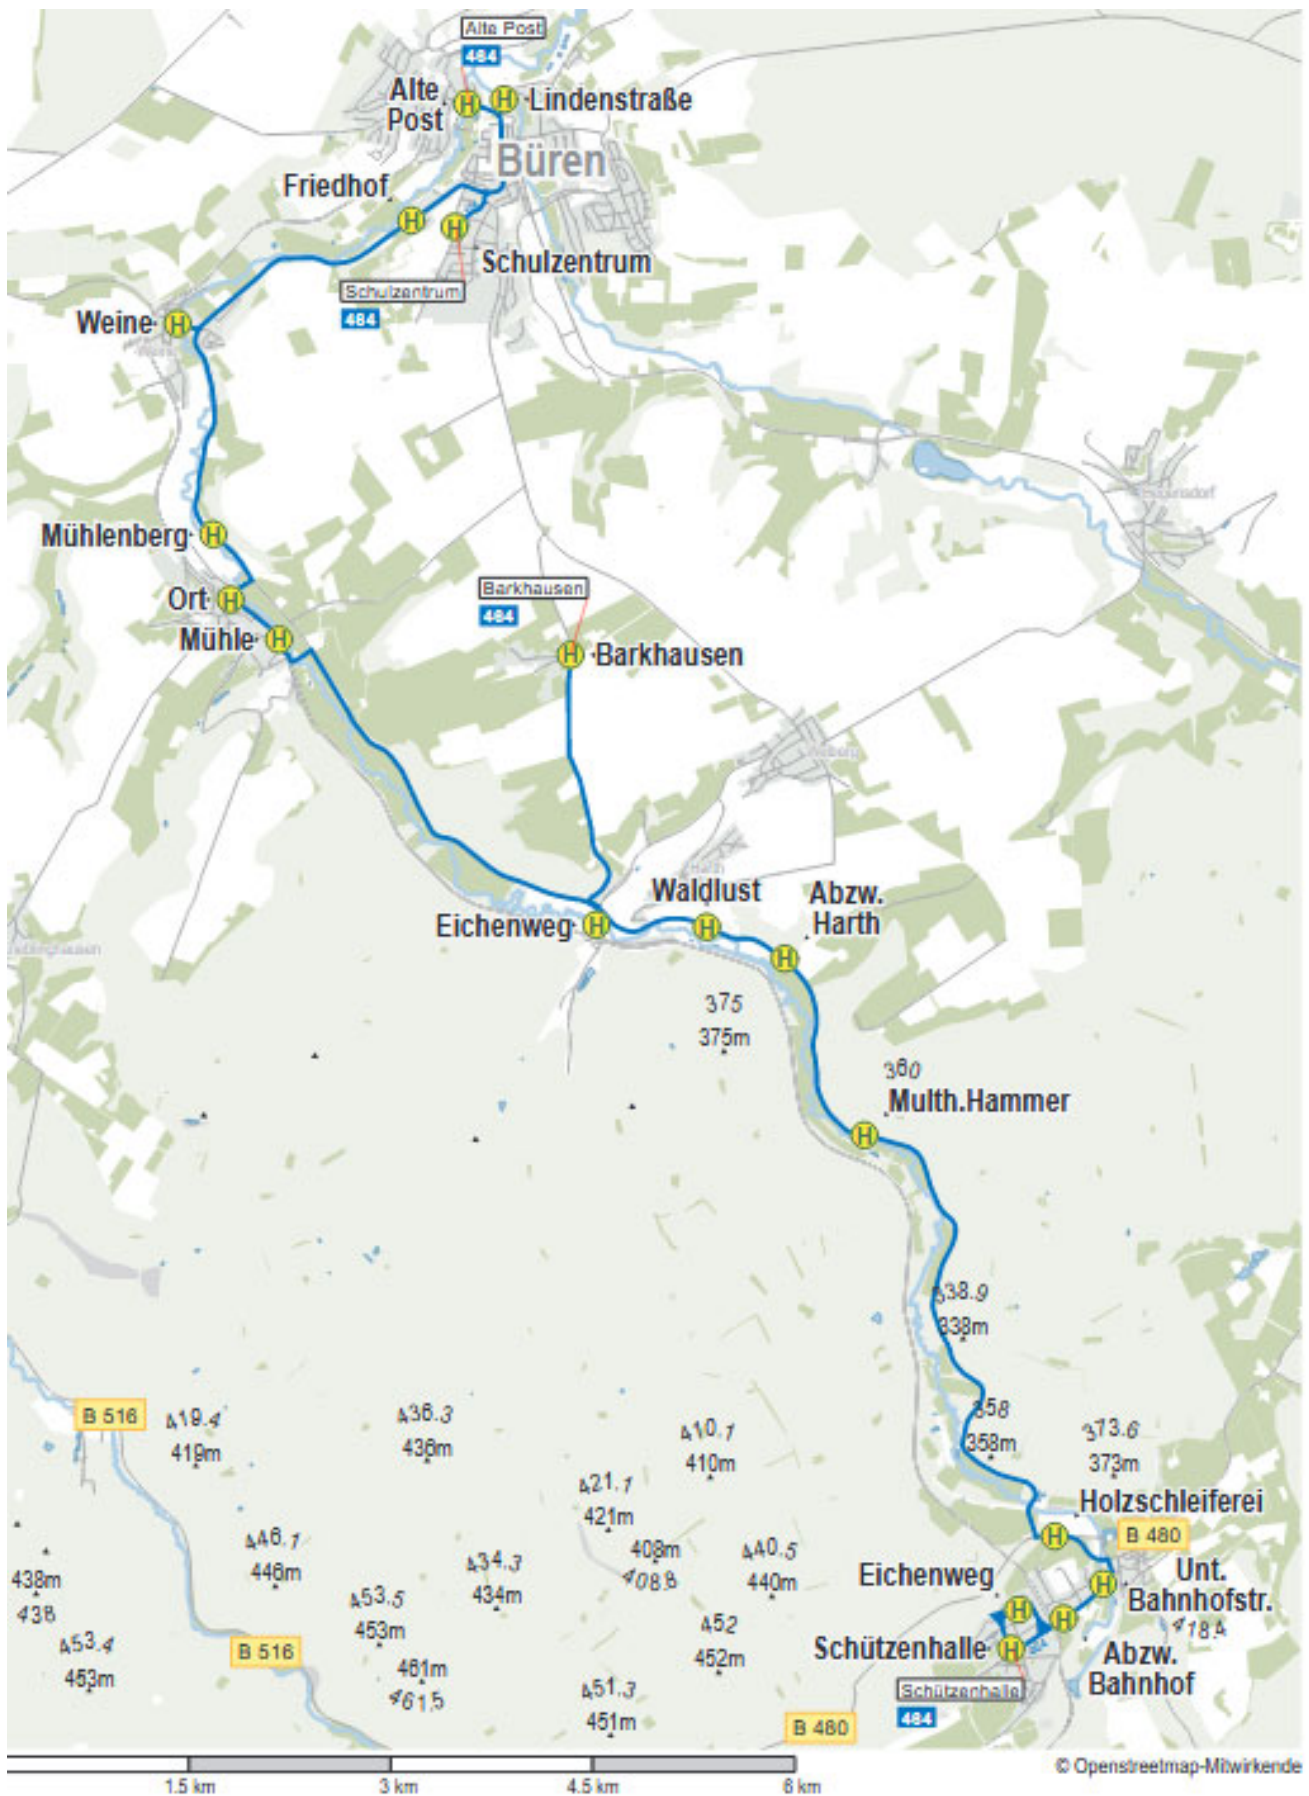 Alte Post
484
Alte
Post
Lindenstraße
Büren
Friedhof
Schulzentrum
Schulzentrum
484
Weine
Mühlenberg
Ort
Mühle
Barkhausen
484
Barkhausen
Waldlust
Abzw.
Harth
Eichenweg
375
375m
360
Multh.Hammer
338.9
338m
358
358m
373.6
373m
B 516
419.4
419m
436.3
436m
410.1
410m
421.1
421m
Holzschleiferei
B 480
446.1
446m
434.3
434m
408m
408.8
440.5
440m
438m
438
453.5
453m
Eichenweg
Unt.
Bahnhofstr.
418.4
453.4
453m
B 516
461m
461.5
452
452m
Schützenhalle
Abzw.
Bahnhof
Schützenhalle
484
451.3
451m
B 480
1.5 km
3 km
4.5 km
6 km
© Openstreetmap-Mitwirkende